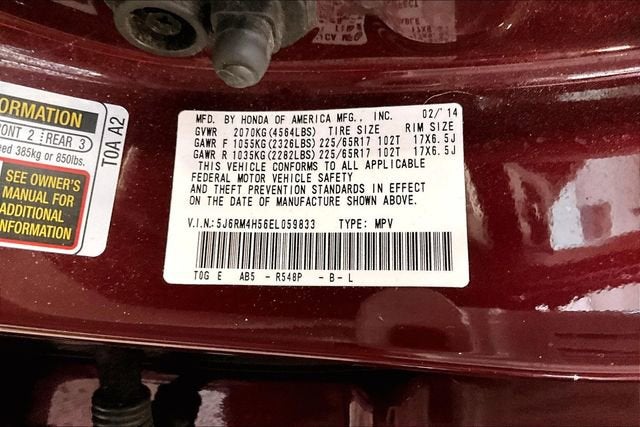 ORMATION
ONT 2 REAR 3
ed 385kg or 850lbs.
SEE OWNER'S
MANUAL FOR
ADDITIONAL
INFORMATION
T0A A2
MFD. BY HONDA OF AMERICA MFG., INC. 02/'14
GVWR 2070KG(4564LBS) TIRE SIZE RIM SIZE
GAWR F 1055KG(2326LBS) 225/65R17 102T 17X6.5J
GAWR R 1035KG(2282LBS) 225/65R17 102T 17X6.5J
THIS VEHICLE CONFORMS TO ALL APPLICABLE
FEDERAL MOTOR VEHICLE SAFETY
AND THEFT PREVENTION STANDARDS IN EFFECT
ON THE DATE OF MANUFACTURE SHOWN ABOVE.
V.I.N.:5J6RM4H56EL059833 TYPE: MPV
T0G E AB5 - R548P - B - L